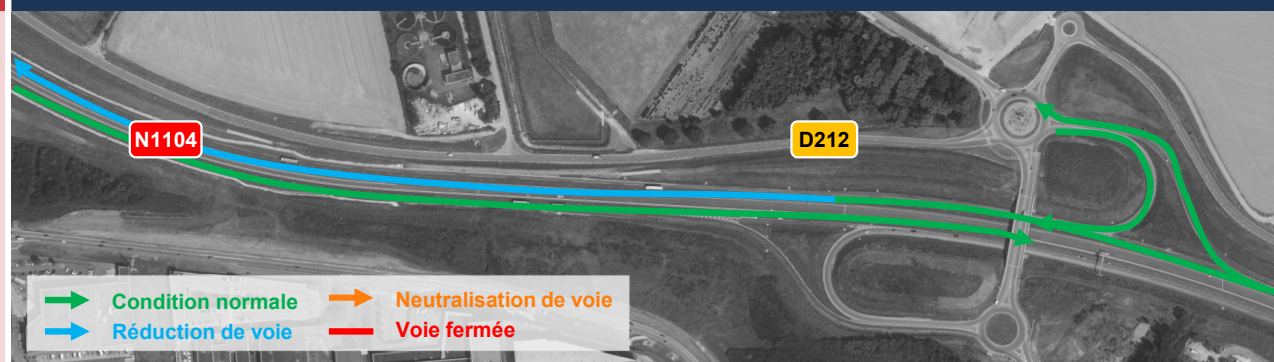 N1104
D212
Condition normale
Neutralisation de voie
Réduction de voie
Voie fermée